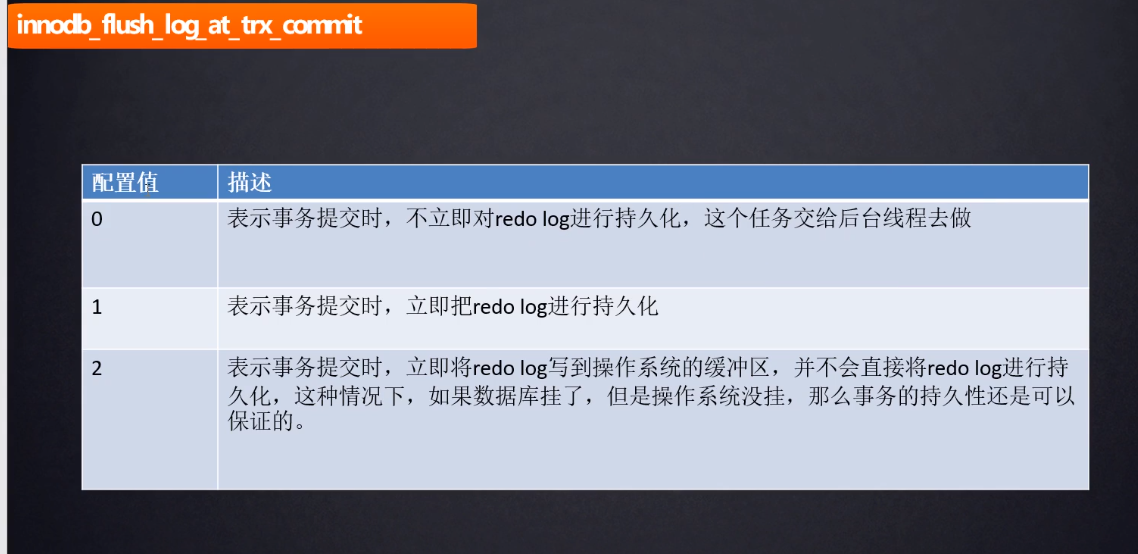 innodb_flush_log_at_trx_commit
配置值 描述
0 表示事务提交时，不立即对redo log进行持久化，这个任务交给后台线程去做
1 表示事务提交时，立即把redo log进行持久化
2 表示事务提交时，立即将redo log写到操作系统的缓冲区，并不会直接将redo log进行持
久化，这种情况下，如果数据库挂了，但是操作系统没挂，那么事务的持久性还是可以
保证的。